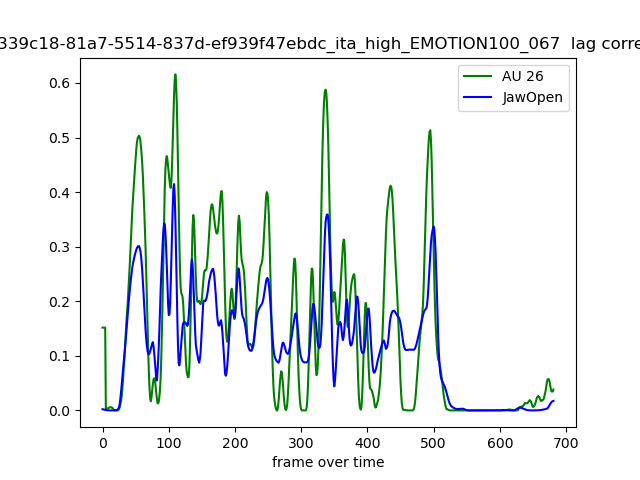 339c18-81a7-5514-837d-ef939f47ebdc_ita_high_EMOTION100_067 lag corre
AU 26
JawOpen
0.6
0.5
0.4
0.3
0.2
0.1
0.0
0 100 200 300 400 500 600 700
frame over time